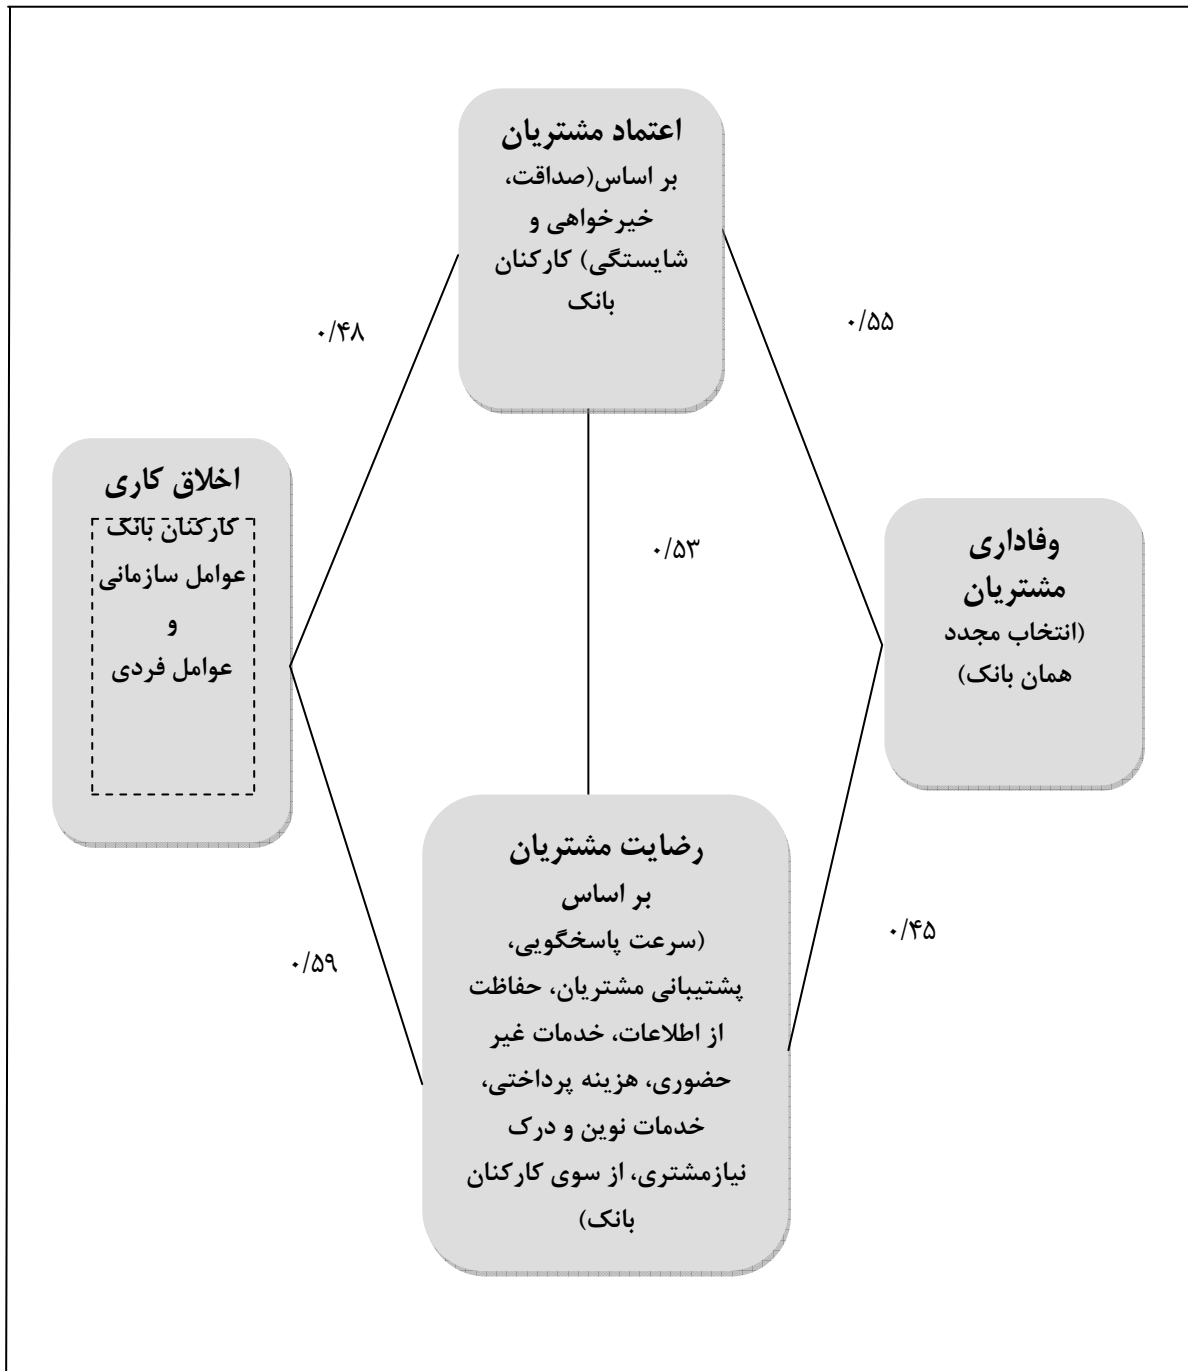 اعتماد مشتریان
بر اساس(صداقت،
خیرخواهی و
شایستگی) کارکنان
بانک
۰/۴۸
۰/۵۵
اخلاق کاری
کارکنان بانک
عوامل سازمانی
و
عوامل فردی
۰/۵۳
وفاداری
مشتریان
(انتخاب مجدد
همان بانک)
رضایت مشتریان
بر اساس
(سرعت پاسخگویی،
پشتیبانی مشتریان، حفاظت
از اطلاعات، خدمات غیر
حضوری، هزینه پرداختی،
خدمات نوین و درک
نیازمشتری، از سوی کارکنان
بانک)
۰/۵۹
۰/۴۵